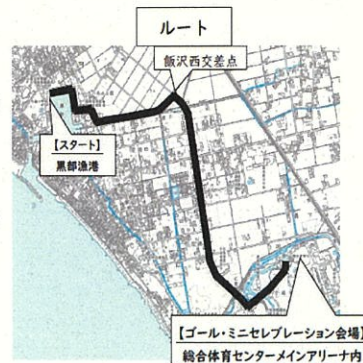 ルート
飯沢西交差点
【スタート】
黒部漁港
【ゴール・ミニセレブレーション会場】
総合体育センターメインアリーナ内